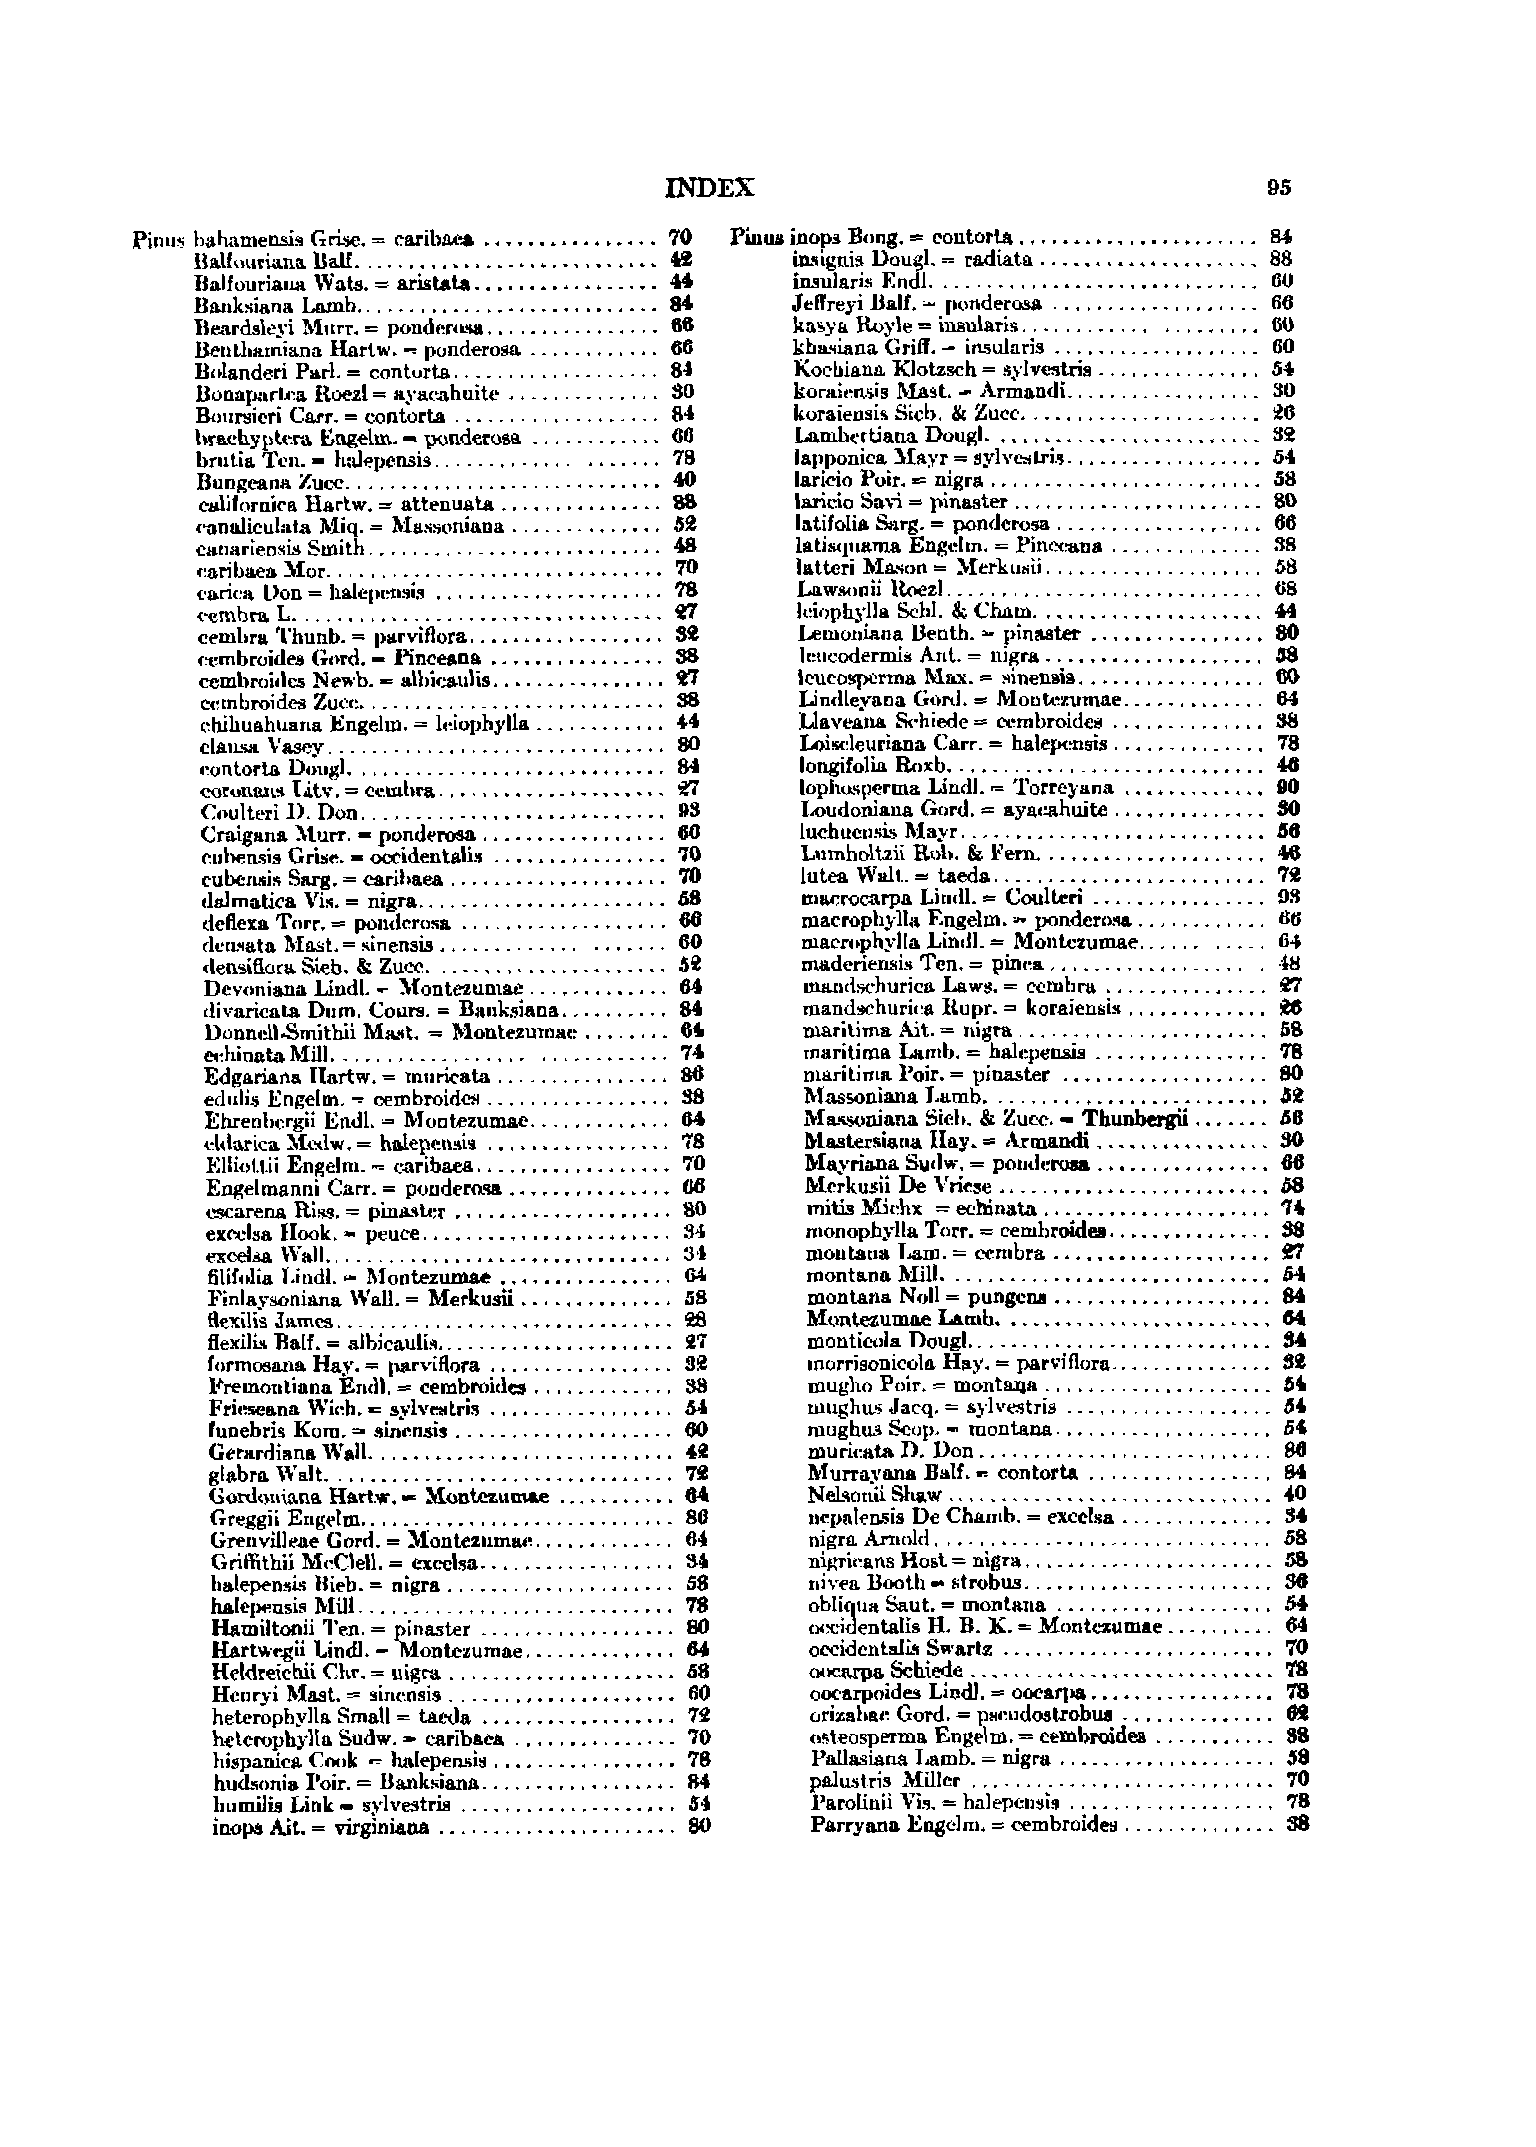 INDEX 95
Pinus bahamensis Grise. = caribaea ................ 70
Balfouriana Balf. ........................... 42
Balfouriana Wats. = aristata ................. 44
Banksiana Lamb. ........................... 84
Beardsleyi Murr. = ponderosa ................ 66
Benthamiana Hartw. = ponderosa ............ 66
Bolanderi Parl. = contorta ................... 84
Bonapartea Roezl = ayacahuite .............. 30
Boursieri Carr. = contorta ................... 84
brachyptera Engelm. = ponderosa ............ 66
brutia Ten. = halepensis ..................... 78
Bungeana Zucc. ............................ 40
californica Hartw. = attenuata ............... 88
canaliculata Miq. = Massoniana .............. 52
canariensis Smith ........................... 48
caribaea Mor. .............................. 70
carica Don = halepensis ..................... 78
cembra L. ................................. 27
cembra Thunb. = parviflora .................. 32
cembroides Gord. = Pinceana ................ 38
cembroides Newb. = albicaulis ................ 27
cembroides Zucc. ........................... 38
chihuahuana Engelm. = leiophylla ............ 44
clausa Vasey ............................... 80
contorta Dougl. ............................ 84
coronans Litv. = cembra ..................... 27
Coulteri D. Don ............................ 93
Craigana Murr. = ponderosa ................. 66
cubensis Grise. = occidentalis ................ 70
cubensis Sarg. = caribaea .................... 70
dalmatica Vis. = nigra ....................... 58
deflexa Torr. = ponderosa ................... 66
densata Mast. = sinensis ..................... 60
densiflora Sieb. & Zucc. ..................... 52
Devoniana Lindl. = Montezumae ............. 64
divaricata Dum. Cours. = Banksiana .......... 84
Donnell-Smithii Mast. = Montezumae ........ 64
echinata Mill. .............................. 74
Edgariana Hartw. = muricata ................ 86
edulis Engelm. = cembroides ................. 38
Ehrenbergii Endl. = Montezumae ............. 64
eldarica Medw. = halepensis ................. 78
Elliottii Engelm. = caribaea .................. 70
Engelmanni Carr. = ponderosa ............... 66
escarena Riss. = pinaster .................... 80
excelsa Hook. = peuce ....................... 34
excelsa Wall. ............................... 34
filifolia Lindl. = Montezumae ................ 64
Finlaysoniana Wall. = Merkusii .............. 58
flexilis James .............................. 28
flexilis Balf. = albicaulis ..................... 27
formosana Hay. = parviflora ................. 32
Fremontiana Endl. = cembroides ............. 38
Frieseana Wich. = sylvestris ................. 54
funebris Kom. = sinensis .................... 60
Gerardiana Wall. ........................... 42
glabra Walt. ............................... 72
Gordoniana Hartw. = Montezumae ........... 64
Greggii Engelm. ............................ 86
Grenvilleae Gord. = Montezumae ............. 64
Griffithii McClell. = excelsa .................. 34
halepensis Bieb. = nigra ..................... 58
halepensis Mill ............................. 78
Hamiltonii Ten. = pinaster .................. 80
Hartwegii Lindl. = Montezumae .............. 64
Heldreichii Chr. = nigra ..................... 58
Henryi Mast. = sinensis ..................... 60
heterophylla Small = taeda .................. 72
heterophylla Sudw. = caribaea ............... 70
hispanica Cook = halepensis ................. 78
hudsonia Poir. = Banksiana .................. 84
humilis Link = sylvestris .................... 54
inops Ait. = virginiana ...................... 80
Pinus inops Bong. = contorta ...................... 84
insignis Dougl. = radiata .................... 88
insularis Endl. .............................. 60
Jeffreyi Balf. = ponderosa ................... 66
kasya Royle = insularis ...................... 60
khasiana Griff. = insularis ................... 60
Kochiana Klotzsch = sylvestris ............... 54
koraiensis Mast. = Armandi .................. 30
koraiensis Sieb. & Zucc. ..................... 26
Lambertiana Dougl. ......................... 32
lapponica Mayr = sylvestris .................. 54
laricio Poir. = nigra ......................... 58
laricio Savi = pinaster ....................... 80
latifolia Sarg. = ponderosa ................... 66
latisquama Engelm. = Pinceana .............. 38
latteri Mason = Merkusii .................... 58
Lawsonii Roezl ............................. 68
leiophylla Schl. & Cham. .................... 44
Lemoniana Benth. = pinaster ................ 80
leucodermis Ant. = nigra .................... 58
leucosperma Max. = sinensis ................. 60
Lindleyana Gord. = Montezumae ............. 64
Llaveana Schiede = cembroides .............. 38
Loiseleuriana Carr. = halepensis .............. 78
longifolia Roxb. ............................ 46
lophosperma Lindl. = Torreyana ............. 90
Loudoniana Gord. = ayacahuite .............. 30
luchuensis Mayr ............................ 56
Lumholtzii Rob. & Fern. .................... 46
lutea Walt. = taeda ......................... 72
macrocarpa Lindl. = Coulteri ................ 93
macrophylla Engelm. = ponderosa ............ 66
macrophylla Lindl. = Montezumae ............ 64
maderiensis Ten. = pinea .................... 48
mandschurica Laws. = cembra ............... 27
mandschurica Rupr. = koraiensis ............. 26
maritima Ait. = nigra ....................... 58
maritima Lamb. = halepensis ................ 78
maritima Poir. = pinaster ................... 80
Massoniana Lamb. .......................... 52
Massoniana Sieb. & Zucc. = Thunbergii ....... 56
Mastersiana Hay. = Armandi ................ 30
Mayriana Sudw. = ponderosa ................ 66
Merkusii De Vriese ......................... 58
mitis Michx = echinata ..................... 74
monophylla Torr. = cembroides ............... 38
montana Lam. = cembra .................... 27
montana Mill. .............................. 54
montana Noll = pungens .................... 84
Montezumae Lamb. ......................... 64
monticola Dougl. ........................... 34
morrisonicola Hay. = parviflora ............... 32
mugho Poir. = montana ..................... 54
mughus Jacq. = sylvestris ................... 54
mughus Scop. = montana .................... 54
muricata D. Don ........................... 86
Murrayana Balf. = contorta ................. 84
Nelsonii Shaw .............................. 40
nepalensis De Chamb. = excelsa .............. 34
nigra Arnold ............................... 58
nigricans Host = nigra ....................... 58
nivea Booth = strobus ....................... 36
obliqua Saut. = montana .................... 54
occidentalis H. B. K. = Montezumae .......... 64
occidentalis Swartz ......................... 70
oocarpa Schiede ............................ 78
oocarpoides Lindl. = oocarpa ................. 78
orizabae Gord. = pseudostrobus .............. 62
osteosperma Engelm. = cembroides ........... 38
Pallasiana Lamb. = nigra .................... 58
palustris Miller ............................ 70
Parolinii Vis. = halepensis ................... 78
Parryana Engelm. = cembroides .............. 38